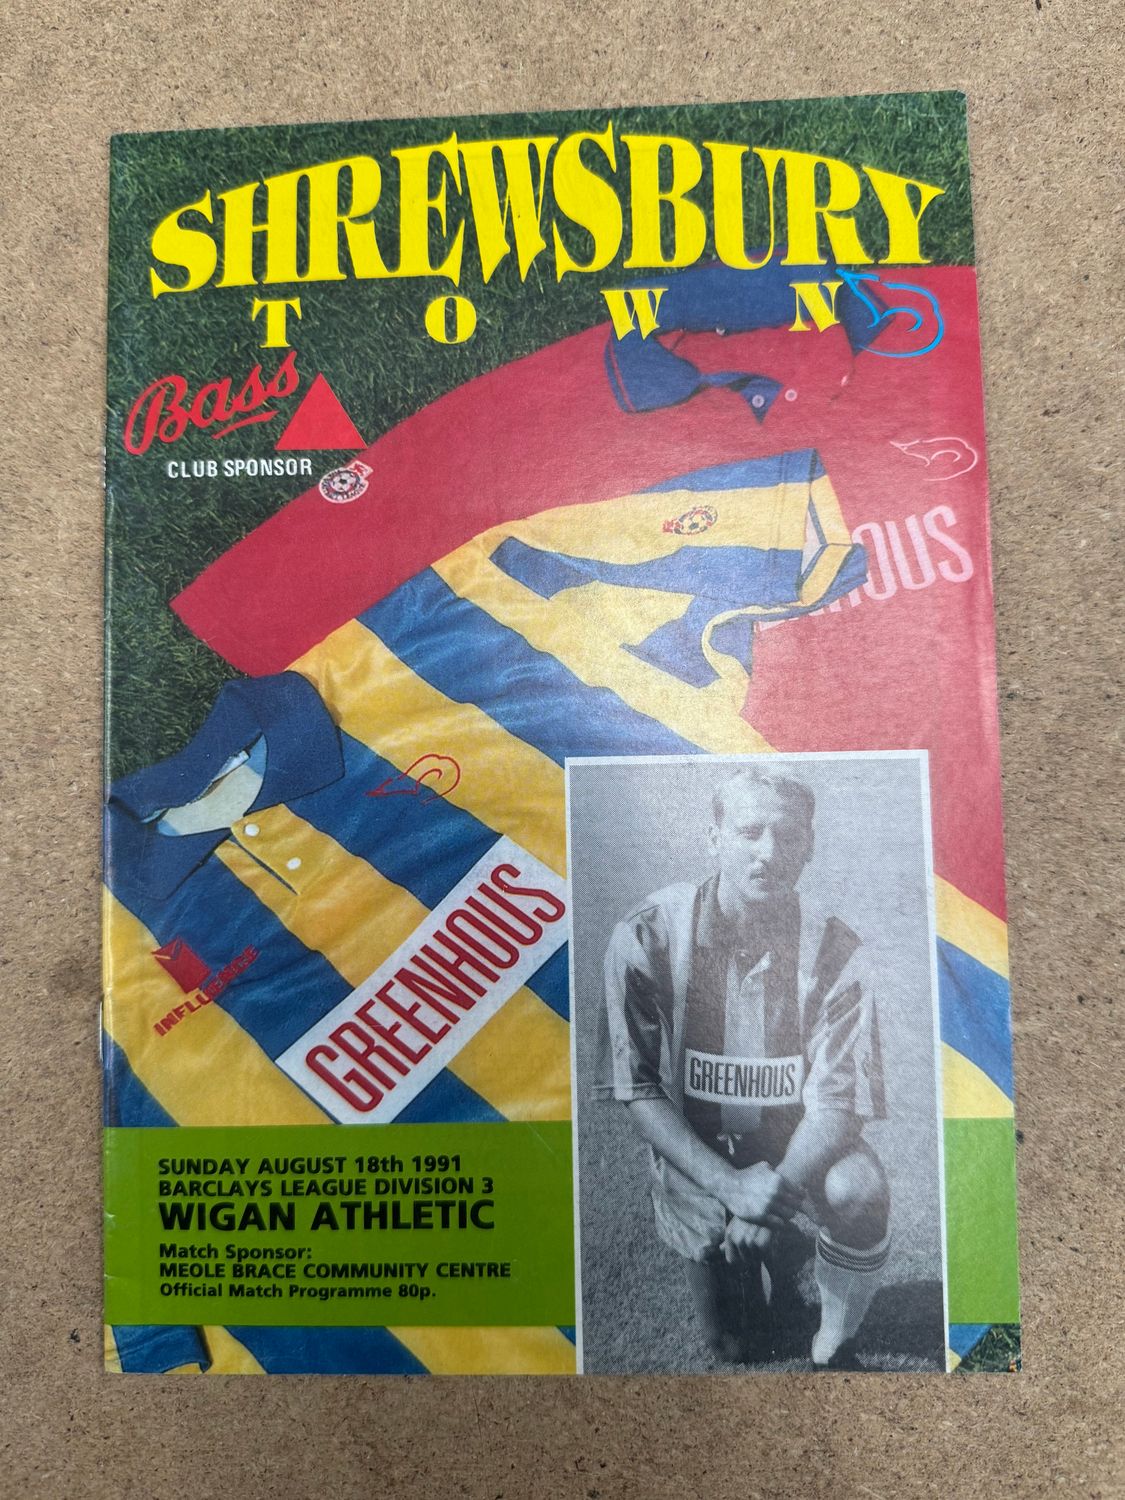 SHREWSBURY
TOWN
Bass
CLUB SPONSOR
HOUS
GREENHOUS
INFLUENCE
GREENHOUS
SUNDAY AUGUST 18th 1991
BARCLAYS LEAGUE DIVISION 3
WIGAN ATHLETIC
Match Sponsor:
MEOLE BRACE COMMUNITY CENTRE
Official Match Programme 80p.